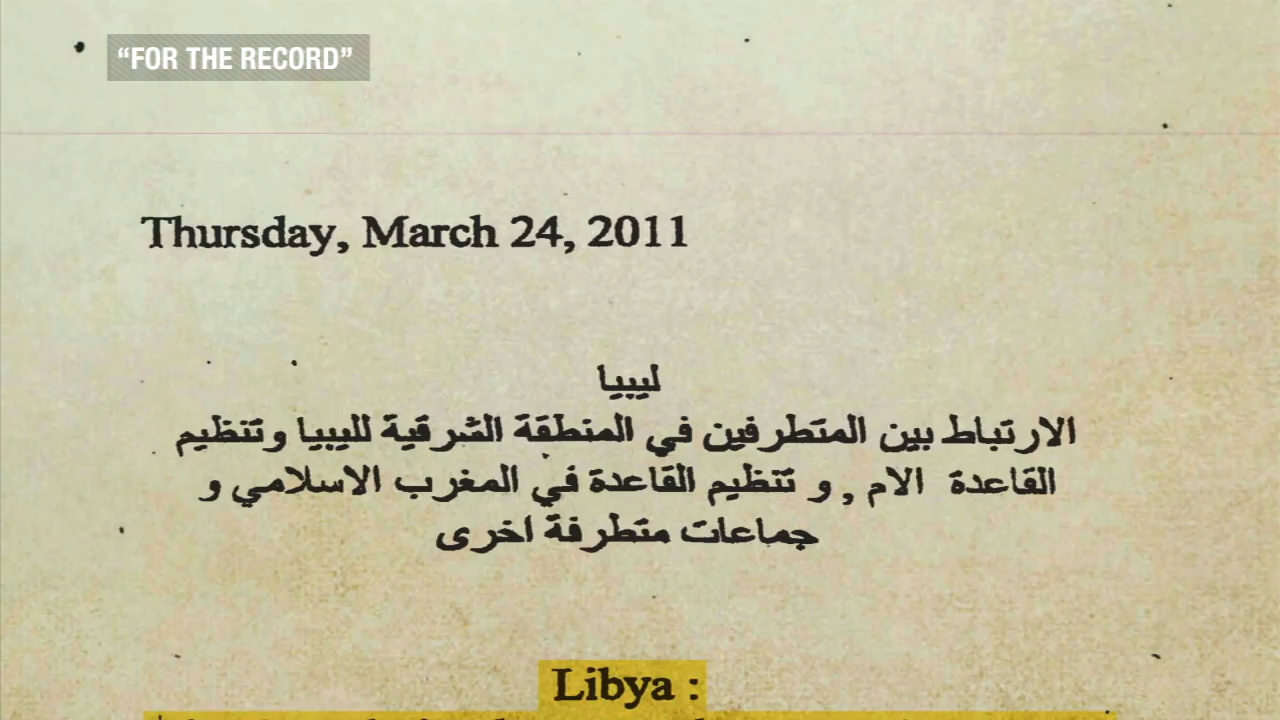 “FOR THE RECORD”
Thursday, March 24, 2011
ليبيا
الارتباط بين المتطرفين في المنطقة الشرقية لليبيا وتنظيم
القاعدة الام , و تنظيم القاعدة في المغرب الاسلامي و
جماعات متطرفة اخرى
Libya :